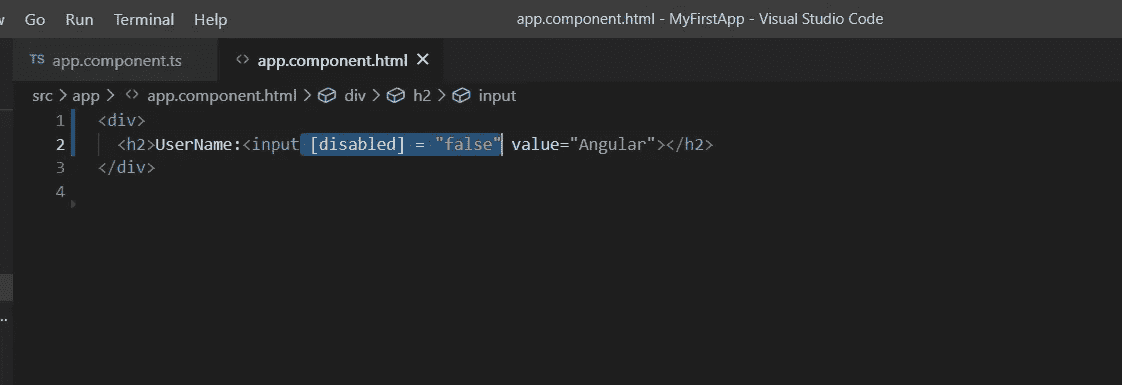 Go Run Terminal Help app.component.html - MyFirstApp - Visual Studio Code
TS app.component.ts <> app.component.html ×
src > app > <> app.component.html > div > h2 > input
1 <div>
2 <h2>UserName:<input [disabled] = "false" value="Angular"></h2>
3 </div>
4
..